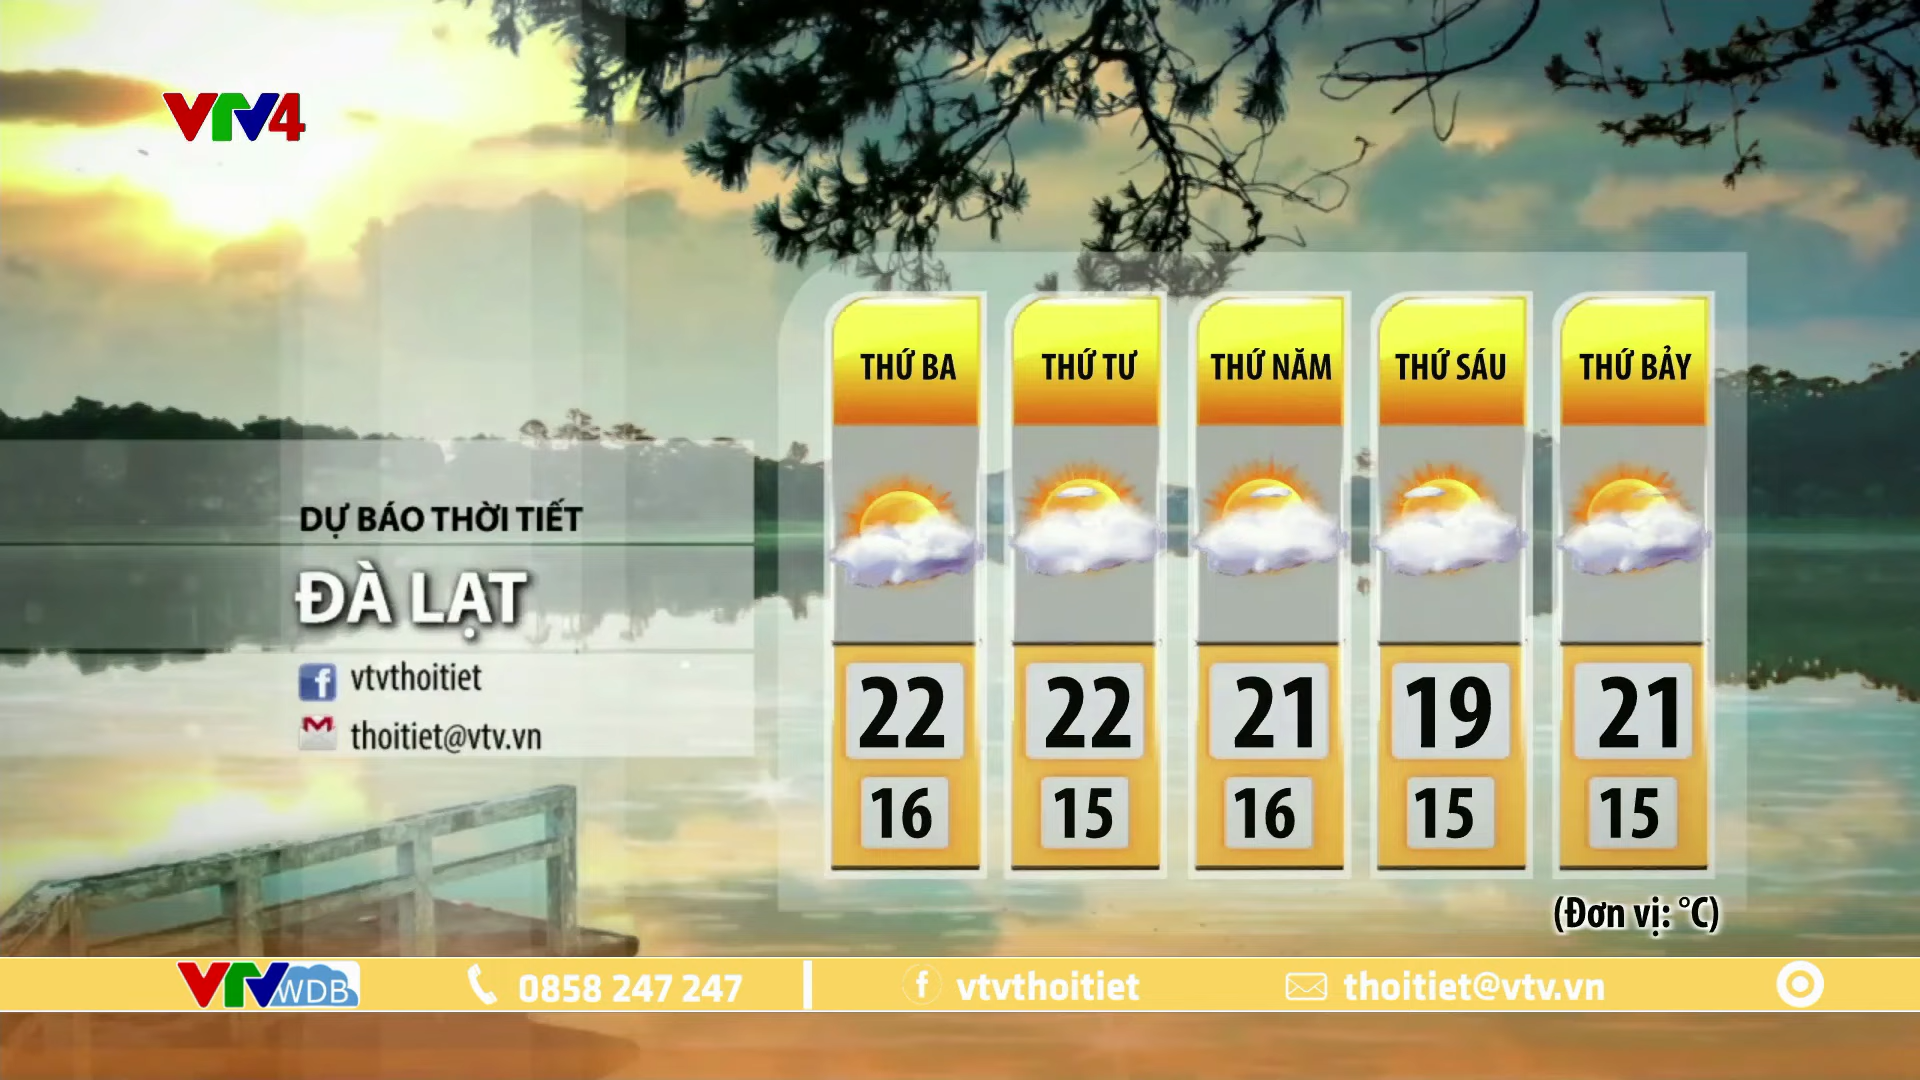 VTV4
DỰ BÁO THỜI TIẾT
ĐÀ LẠT
vtvthoitiet
thoitiet@vtv.vn
THỨ BA
THỨ TƯ
THỨ NĂM
THỨ SÁU
THỨ BẢY
22 22 21 19 21
16 15 16 15 15
(Đơn vị: °C)
VTV WDB 0858 247 247 vtvthoitiet thoitiet@vtv.vn